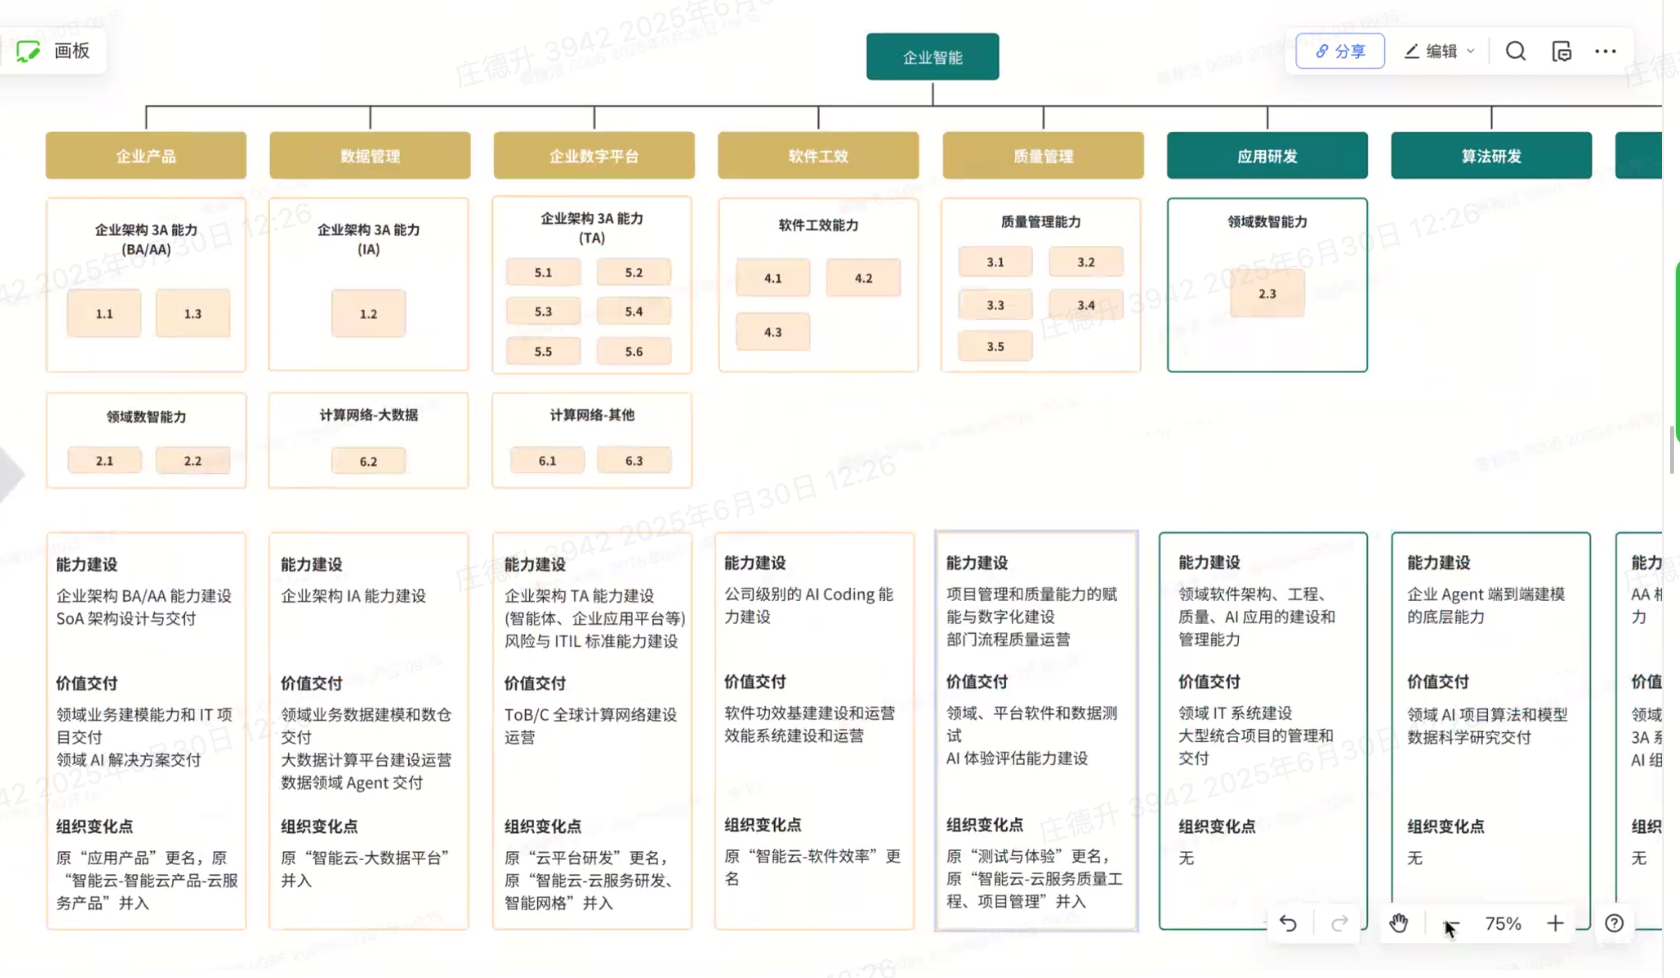 画板
企业智能
分享
编辑
企业产品
数据管理
企业数字平台
软件工效
质量管理
应用研发
算法研发
企业架构 3A 能力
(BA/AA)
1.1
1.3
企业架构 3A 能力
(IA)
1.2
企业架构 3A 能力
(TA)
5.1
5.2
5.3
5.4
5.5
5.6
软件工效能力
4.1
4.2
4.3
质量管理能力
3.1
3.2
3.3
3.4
3.5
领域数智能力
2.3
领域数智能力
2.1
2.2
计算网络-大数据
6.2
计算网络-其他
6.1
6.3
能力建设
企业架构 BA/AA 能力建设
SoA 架构设计与交付
价值交付
领域业务建模能力和 IT 项
目交付
领域 AI 解决方案交付
组织变化点
原“应用产品”更名，原
“智能云-智能云产品-云服
务产品”并入
能力建设
企业架构 IA 能力建设
价值交付
领域业务数据建模和数仓
交付
大数据计算平台建设运营
数据领域 Agent 交付
组织变化点
原“智能云-大数据平台”
并入
能力建设
企业架构 TA 能力建设
(智能体、企业应用平台等)
风险与 ITIL 标准能力建设
价值交付
ToB/C 全球计算网络建设
运营
组织变化点
原“云平台研发”更名，
原“智能云-云服务研发、
智能网格”并入
能力建设
公司级别的 AI Coding 能
力建设
价值交付
软件功效基建建设和运营
效能系统建设和运营
组织变化点
原“智能云-软件效率”更
名
能力建设
项目管理和质量能力的赋
能与数字化建设
部门流程质量运营
价值交付
领域、平台软件和数据测
试
AI 体验评估能力建设
组织变化点
原“测试与体验”更名，
原“智能云-云服务质量工
程、项目管理”并入
能力建设
领域软件架构、工程、
质量、AI 应用的建设和
管理能力
价值交付
领域 IT 系统建设
大型统合项目的管理和
交付
组织变化点
无
能力建设
企业 Agent 端到端建模
的底层能力
价值交付
领域 AI 项目算法和模型
数据科学研究交付
组织变化点
无
能力
AA
力
价值
领域
3A
AI 组
组织
无
75%
庄德升 3942 2025年6月30日 12:26